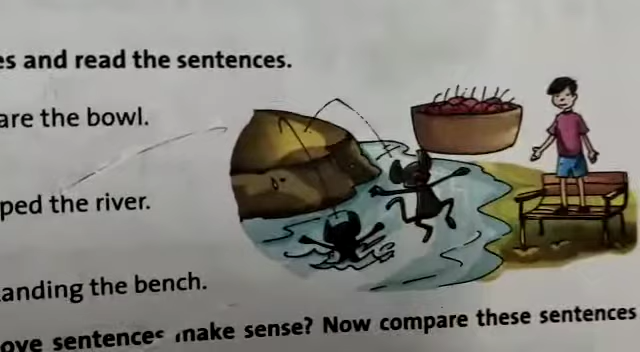 es and read the sentences.
are the bowl.
ped the river.
anding the bench.
ove sentences make sense? Now compare these sentences